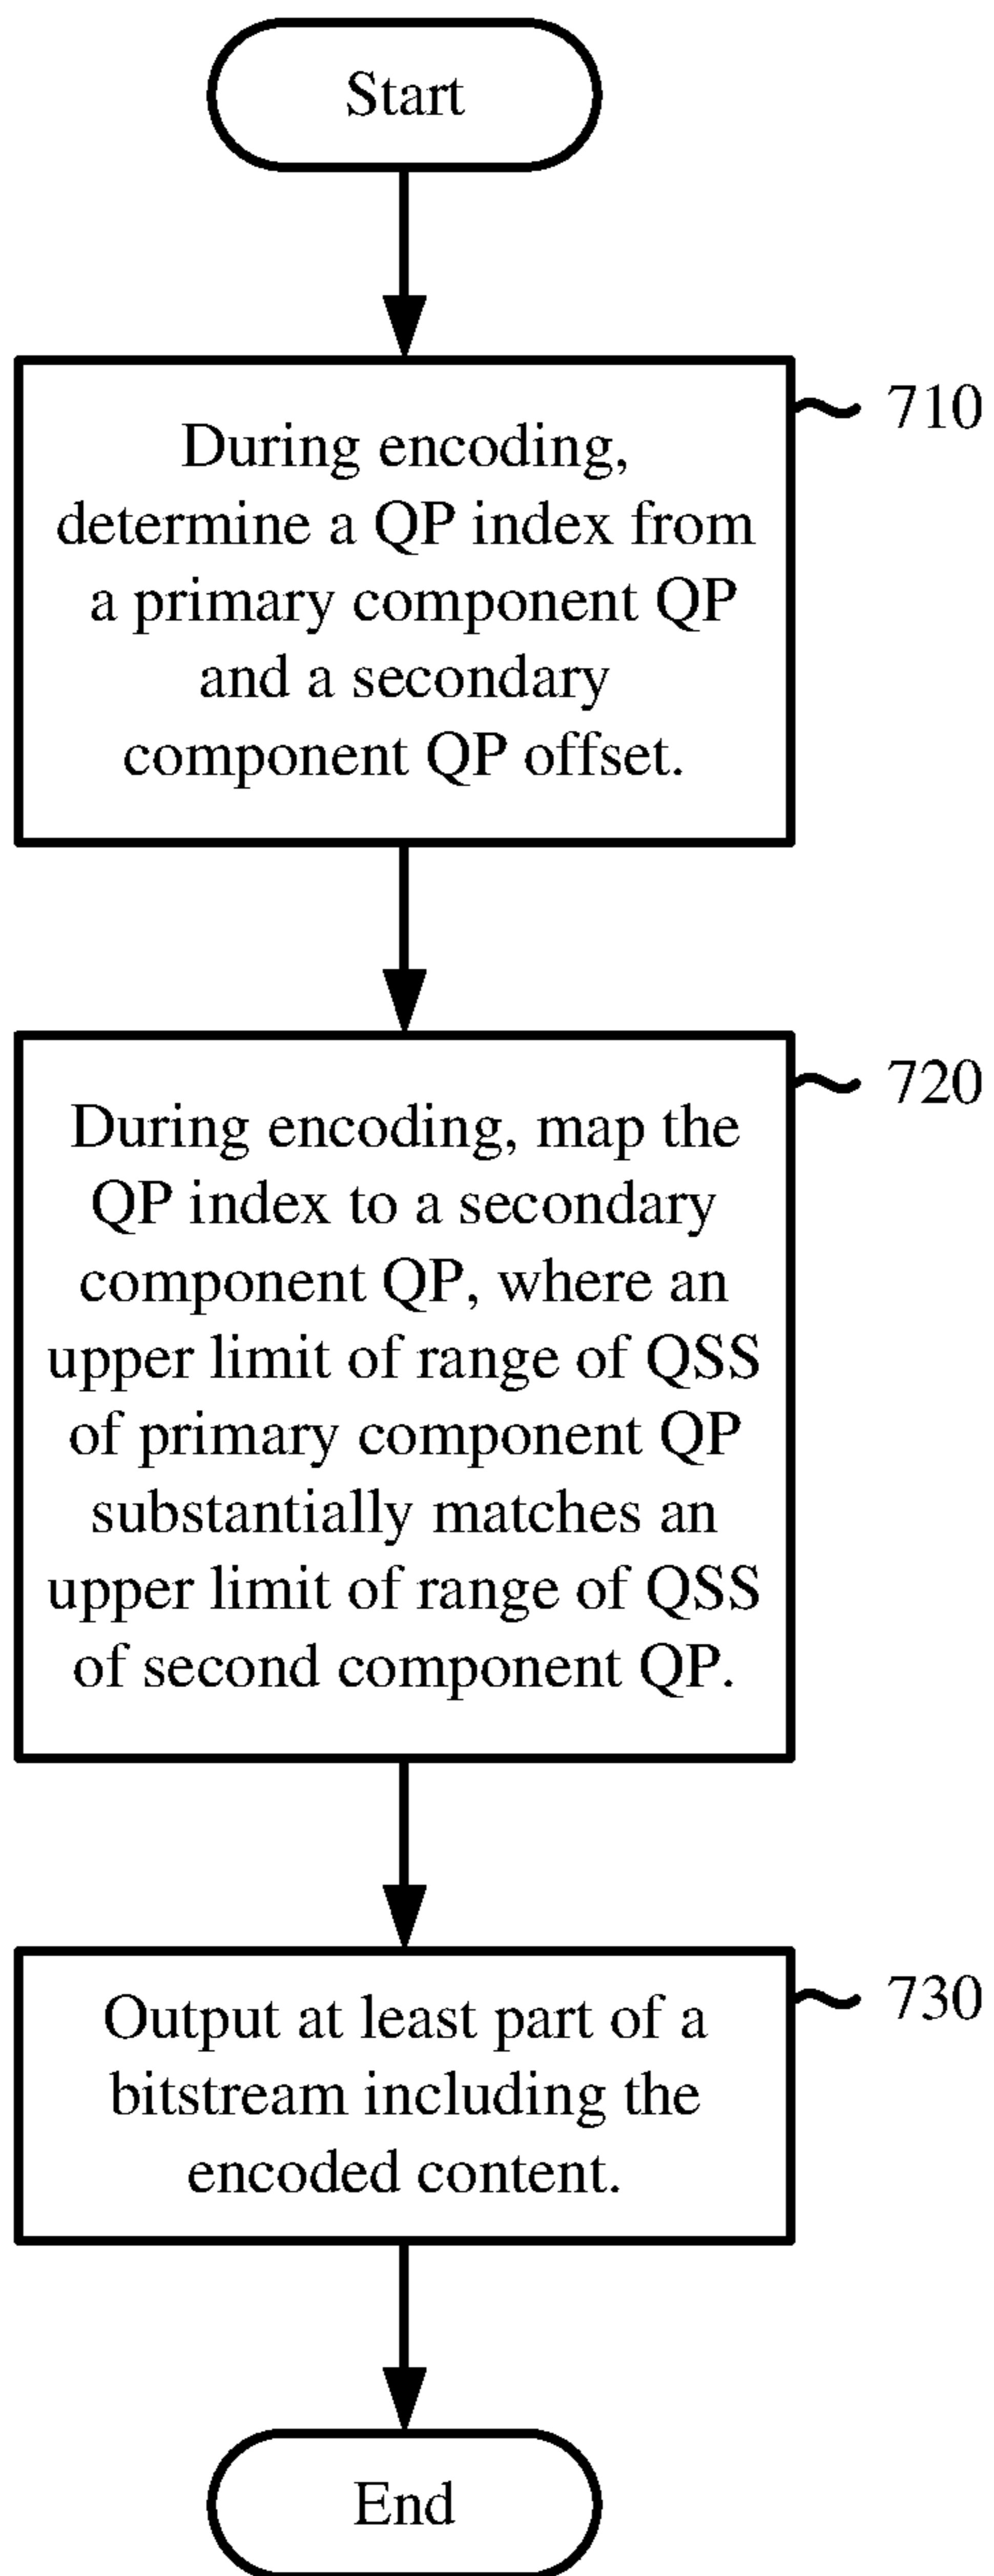 Start
710
During encoding,
determine a QP index from
a primary component QP
and a secondary
component QP offset.
720
During encoding, map the
QP index to a secondary
component QP, where an
upper limit of range of QSS
of primary component QP
substantially matches an
upper limit of range of QSS
of second component QP.
730
Output at least part of a
bitstream including the
encoded content.
End